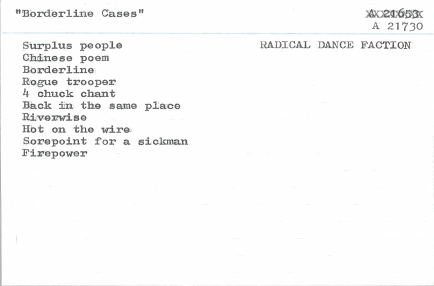 "Borderline Cases"
A 21653
A 21730
Surplus people
RADICAL DANCE FACTION
Chinese poem
Borderline
Rogue trooper
4 chuck chant
Back in the same place
Riverwise
Hot on the wire
Sorepoint for a sickman
Firepower